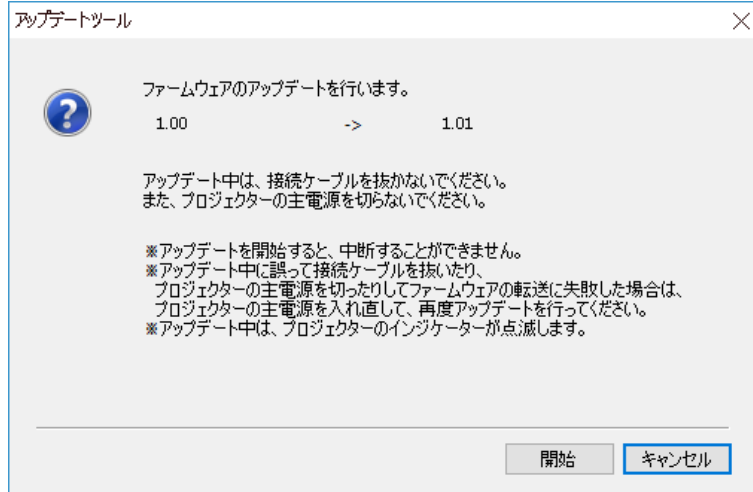 アップデートツール
ファームウェアのアップデートを行います。
1.00 -> 1.01
アップデート中は、接続ケーブルを抜かないでください。
また、プロジェクターの主電源を切らないでください。
※アップデートを開始すると、中断することができません。
※アップデート中に誤って接続ケーブルを抜いたり、
プロジェクターの主電源を切ったりしてファームウェアの転送に失敗した場合は、
プロジェクターの主電源を入れ直して、再度アップデートを行ってください。
※アップデート中は、プロジェクターのインジケーターが点滅します。
開始 キャンセル